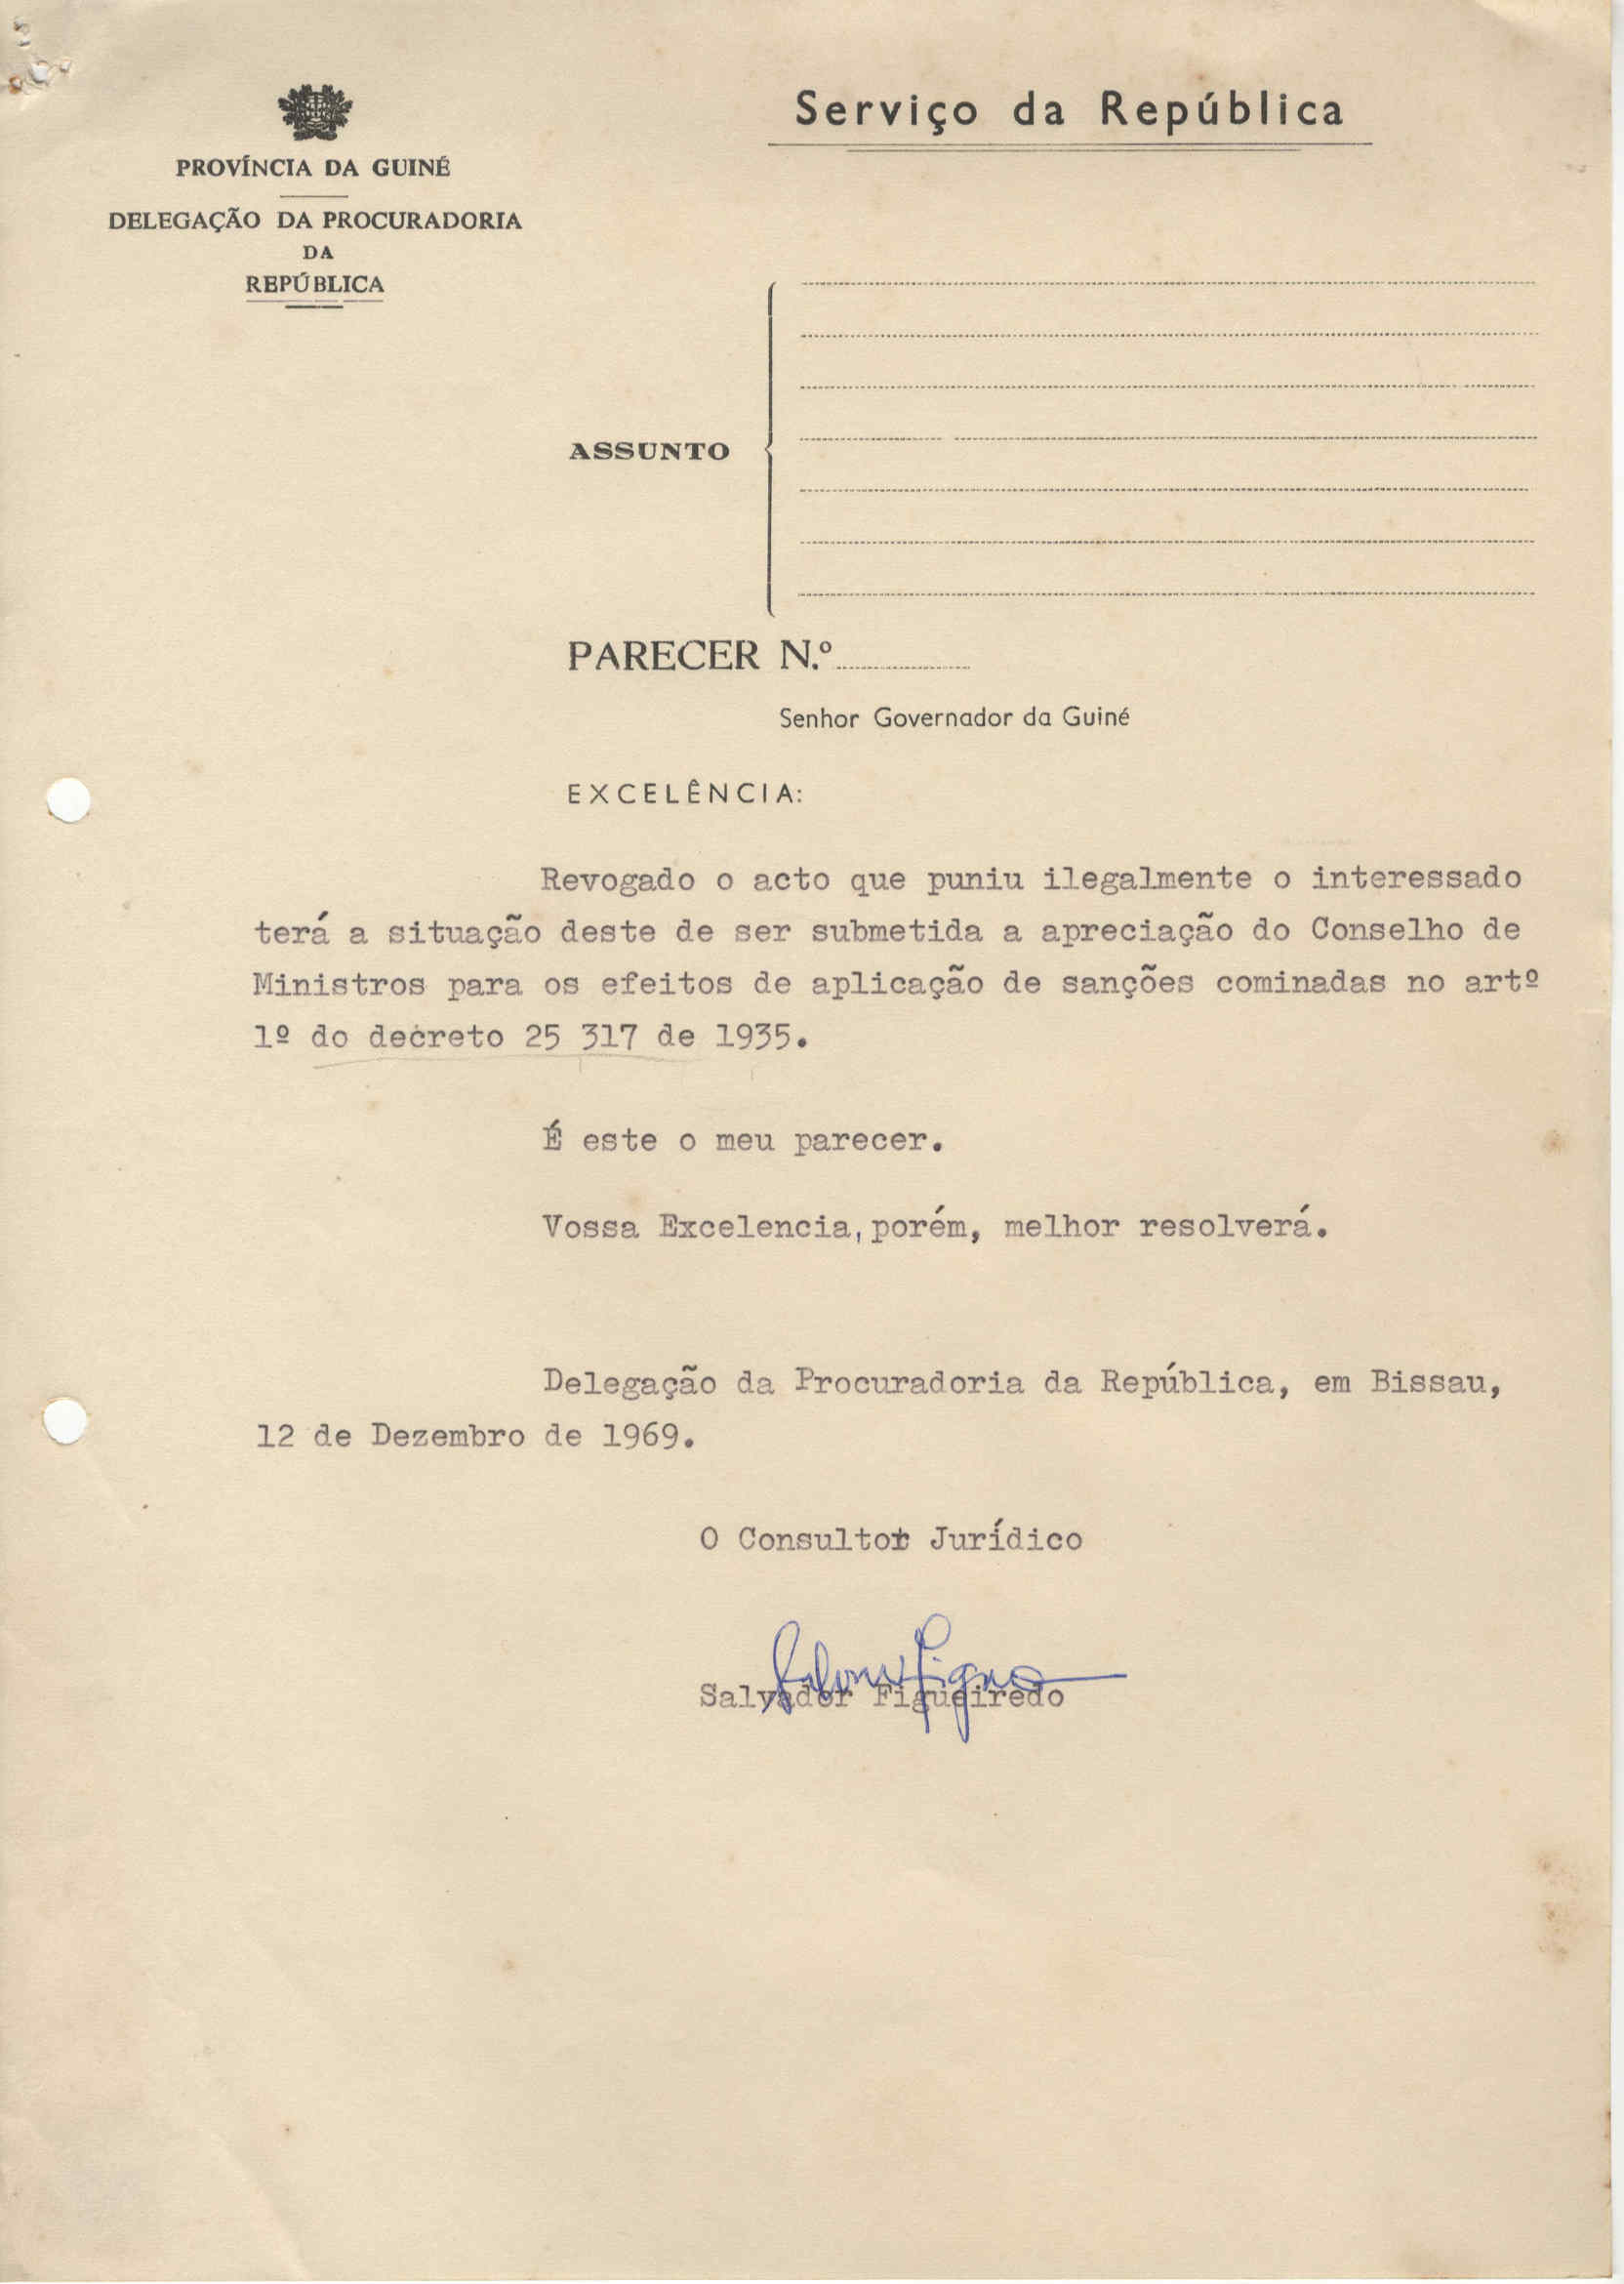 Serviço da República
PROVÍNCIA DA GUINÉ
DELEGAÇÃO DA PROCURADORIA
DA
REPÚBLICA
ASSUNTO
PARECER N.º
Senhor Governador da Guiné
EXCELÊNCIA:
Revogado o acto que puniu ilegalmente o interessado
terá a situação deste de ser submetida a apreciação do Conselho de
Ministros para os efeitos de aplicação de sanções cominadas no artº
1º do decreto 25 317 de 1935.
É este o meu parecer.
Vossa Excelencia, porém, melhor resolverá.
Delegação da Procuradoria da República, em Bissau,
12 de Dezembro de 1969.
O Consultor Jurídico
Salvador Figueiredo